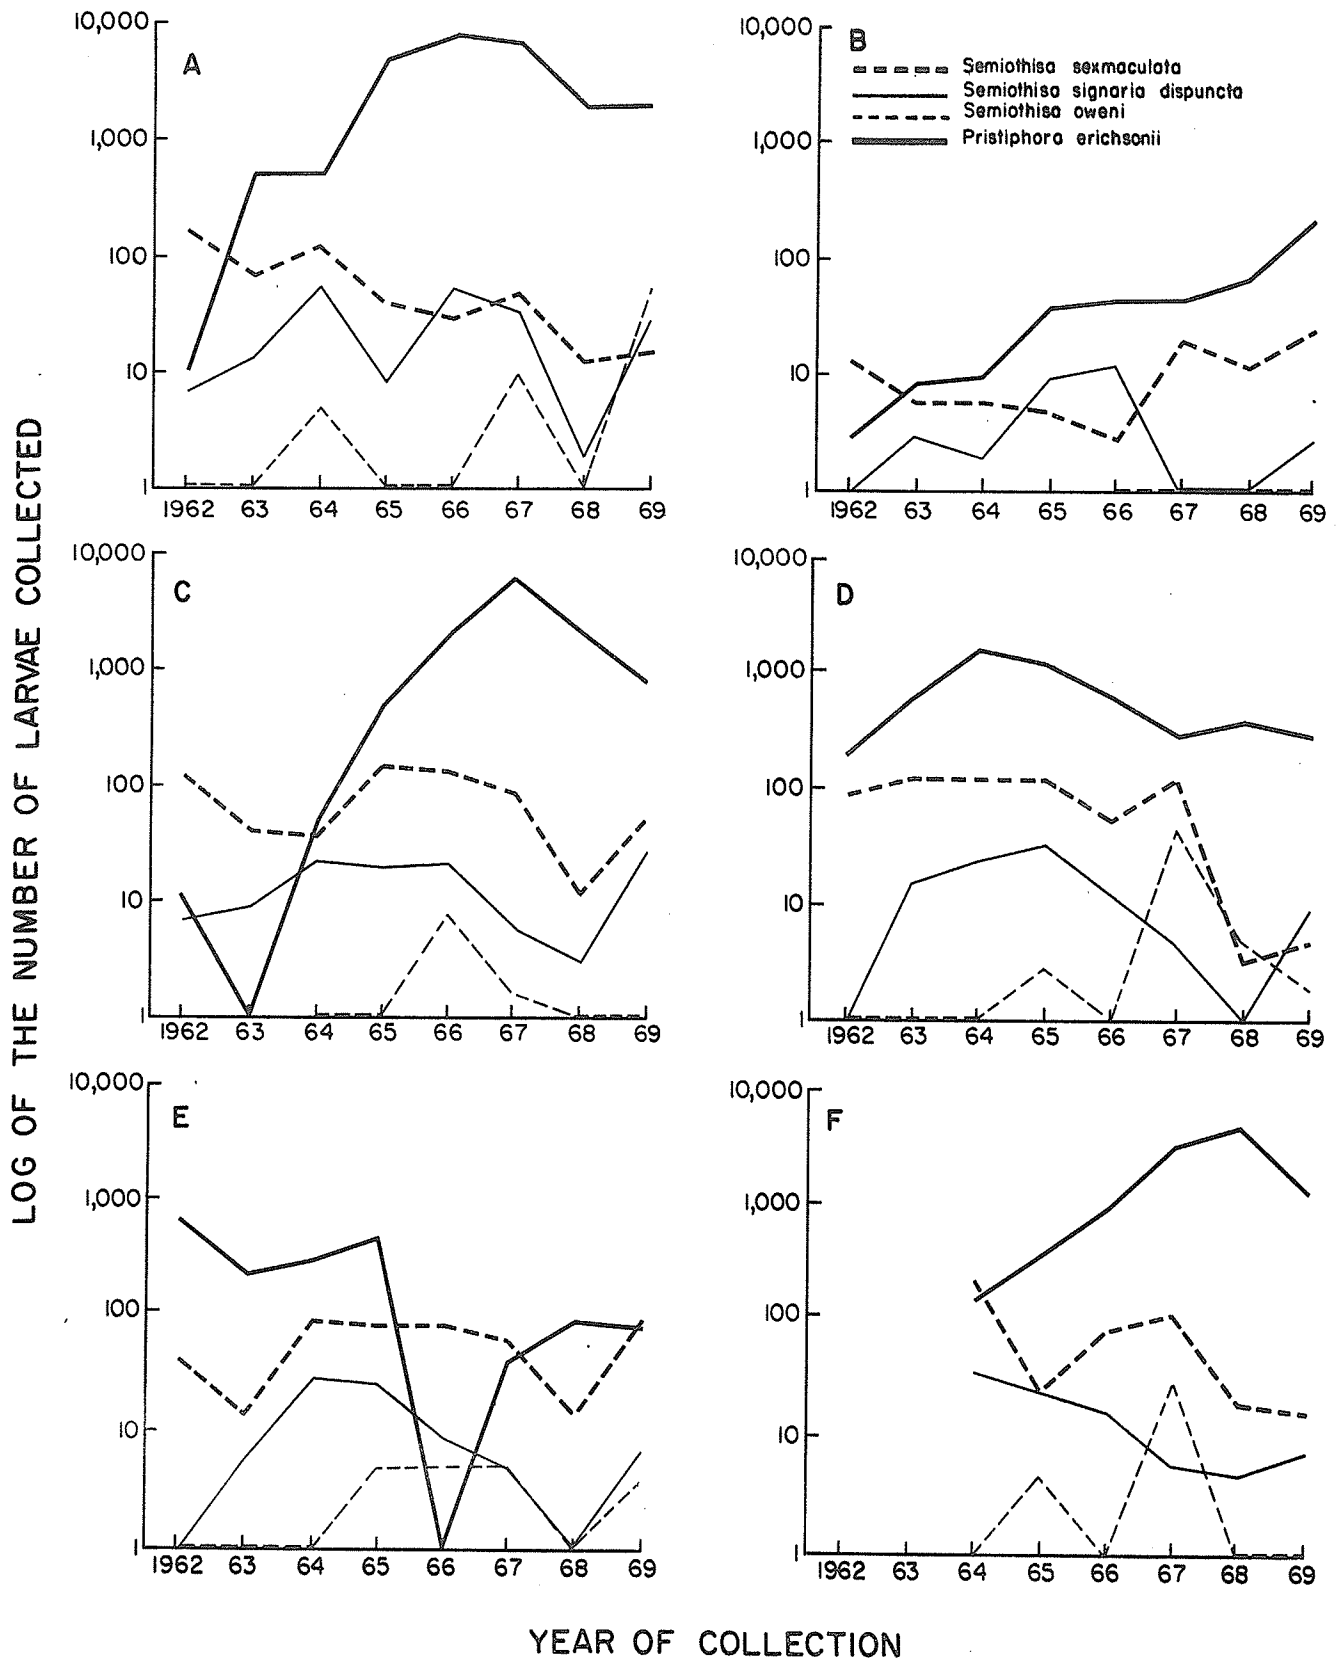 LOG OF THE NUMBER OF LARVAE COLLECTED
A
10,000
1,000
100
10
1
1962 63 64 65 66 67 68 69
B
Semiothisa sexmaculata
Semiothisa signaria dispuncta
Semiothisa oweni
Pristiphora erichsonii
10,000
1,000
100
10
1
1962 63 64 65 66 67 68 69
C
10,000
1,000
100
10
1
1962 63 64 65 66 67 68 69
D
10,000
1,000
100
10
1
1962 63 64 65 66 67 68 69
E
10,000
1,000
100
10
1
1962 63 64 65 66 67 68 69
F
10,000
1,000
100
10
1
1962 63 64 65 66 67 68 69
YEAR OF COLLECTION